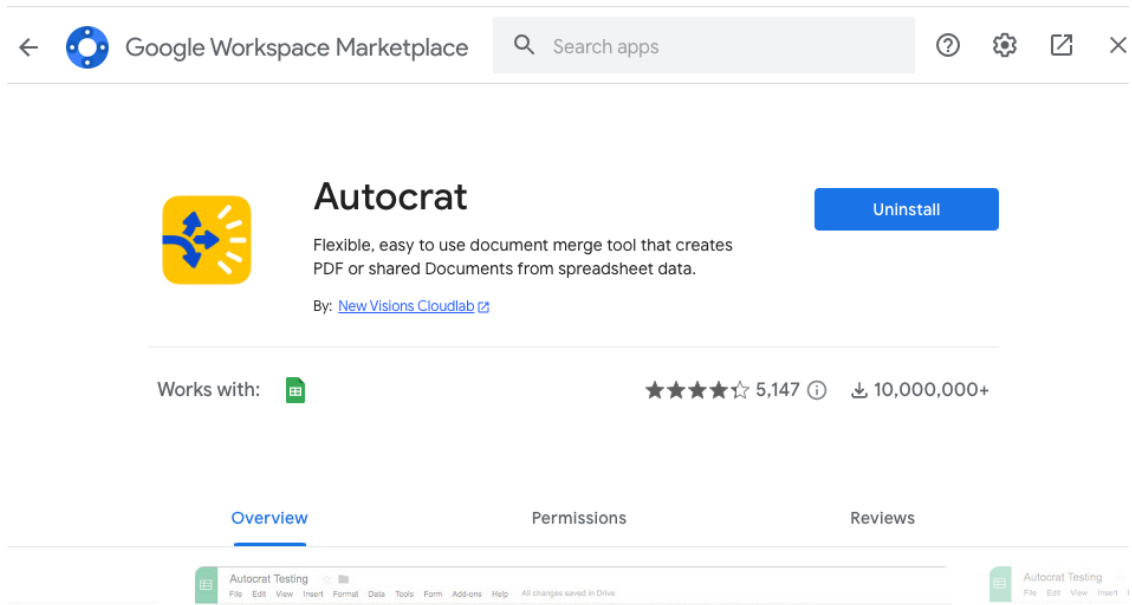 Google Workspace Marketplace
Search apps
Autocrat
Uninstall
Flexible, easy to use document merge tool that creates
PDF or shared Documents from spreadsheet data.
By: New Visions Cloudlab
Works with:
5,147
10,000,000+
Overview
Permissions
Reviews
Autocrat Testing
File Edit View Insert Format Data Tools Form Add-ons Help All changes saved in Drive
Autocrat Testing
File Edit View Insert